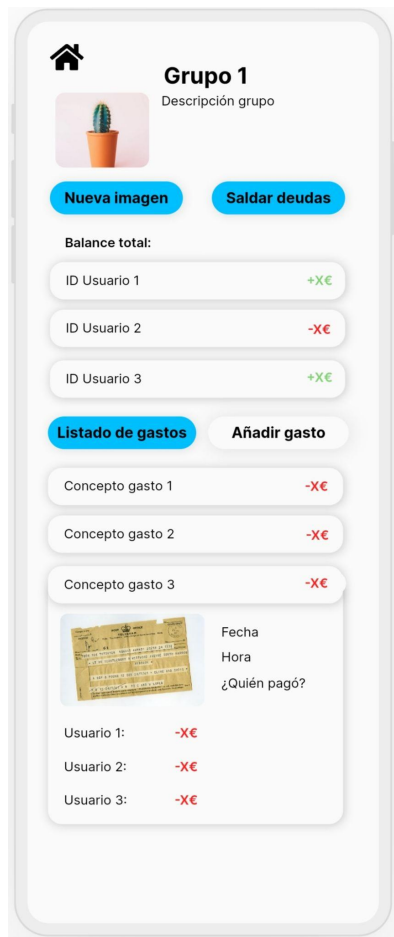 Grupo 1
Descripción grupo
Nueva imagen
Saldar deudas
Balance total:
ID Usuario 1 +X€
ID Usuario 2 -X€
ID Usuario 3 +X€
Listado de gastos
Añadir gasto
Concepto gasto 1 -X€
Concepto gasto 2 -X€
Concepto gasto 3 -X€
Fecha
Hora
¿Quién pagó?
Usuario 1: -X€
Usuario 2: -X€
Usuario 3: -X€